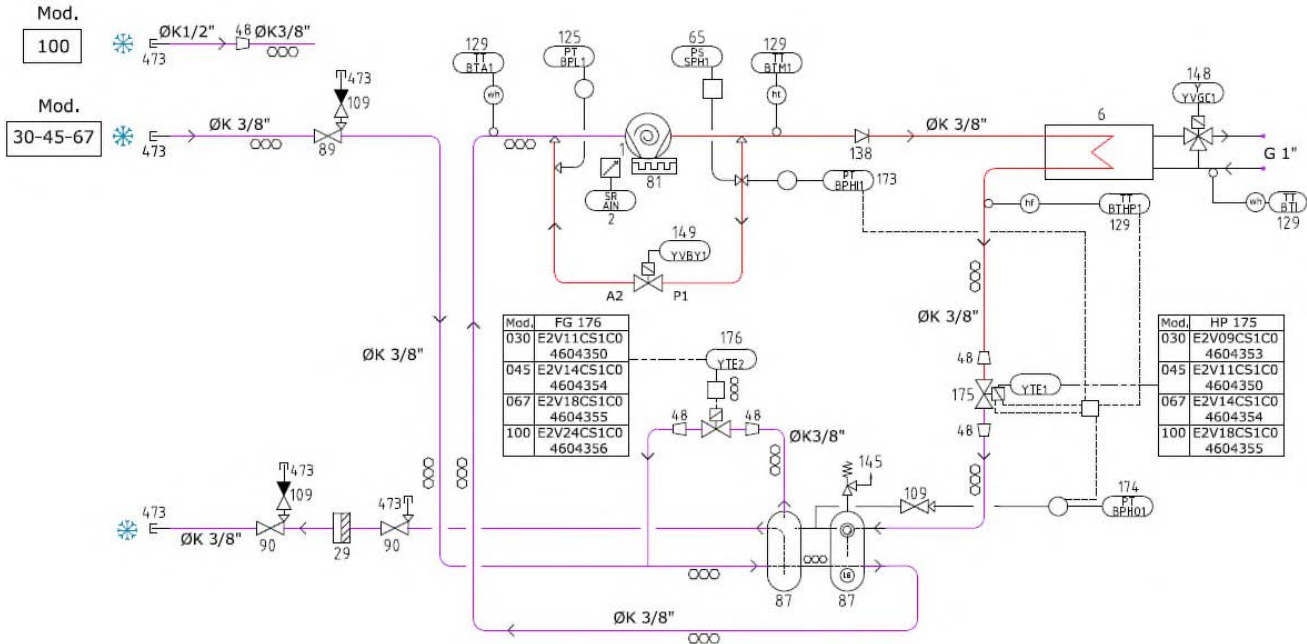 Mod.
100
473
ØK1/2"
48
ØK3/8"
Mod.
30-45-67
473
ØK 3/8"
473
109
89
129
TT
BTA1
wh
125
PT
BPL1
65
PS
SPH1
129
TT
BTM1
ht
1
81
SR
AIN
2
138
ØK 3/8"
PT
BPHI1
173
6
148
Y
YVGC1
G 1"
wh
TT
BTI
129
hf
TT
BTHP1
129
149
YVBY1
A2
P1
ØK 3/8"
ØK 3/8"
Mod. FG 176
030 E2V11CS1C0
4604350
045 E2V14CS1C0
4604354
067 E2V18CS1C0
4604355
100 E2V24CS1C0
4604356
176
YTE2
48
48
ØK3/8"
48
175
YTE1
48
Mod. HP 175
030 E2V09CS1C0
4604353
045 E2V11CS1C0
4604350
067 E2V14CS1C0
4604354
100 E2V18CS1C0
4604355
145
109
174
PT
BPHO1
473
ØK 3/8"
473
109
90
29
473
90
87
87
ØK 3/8"